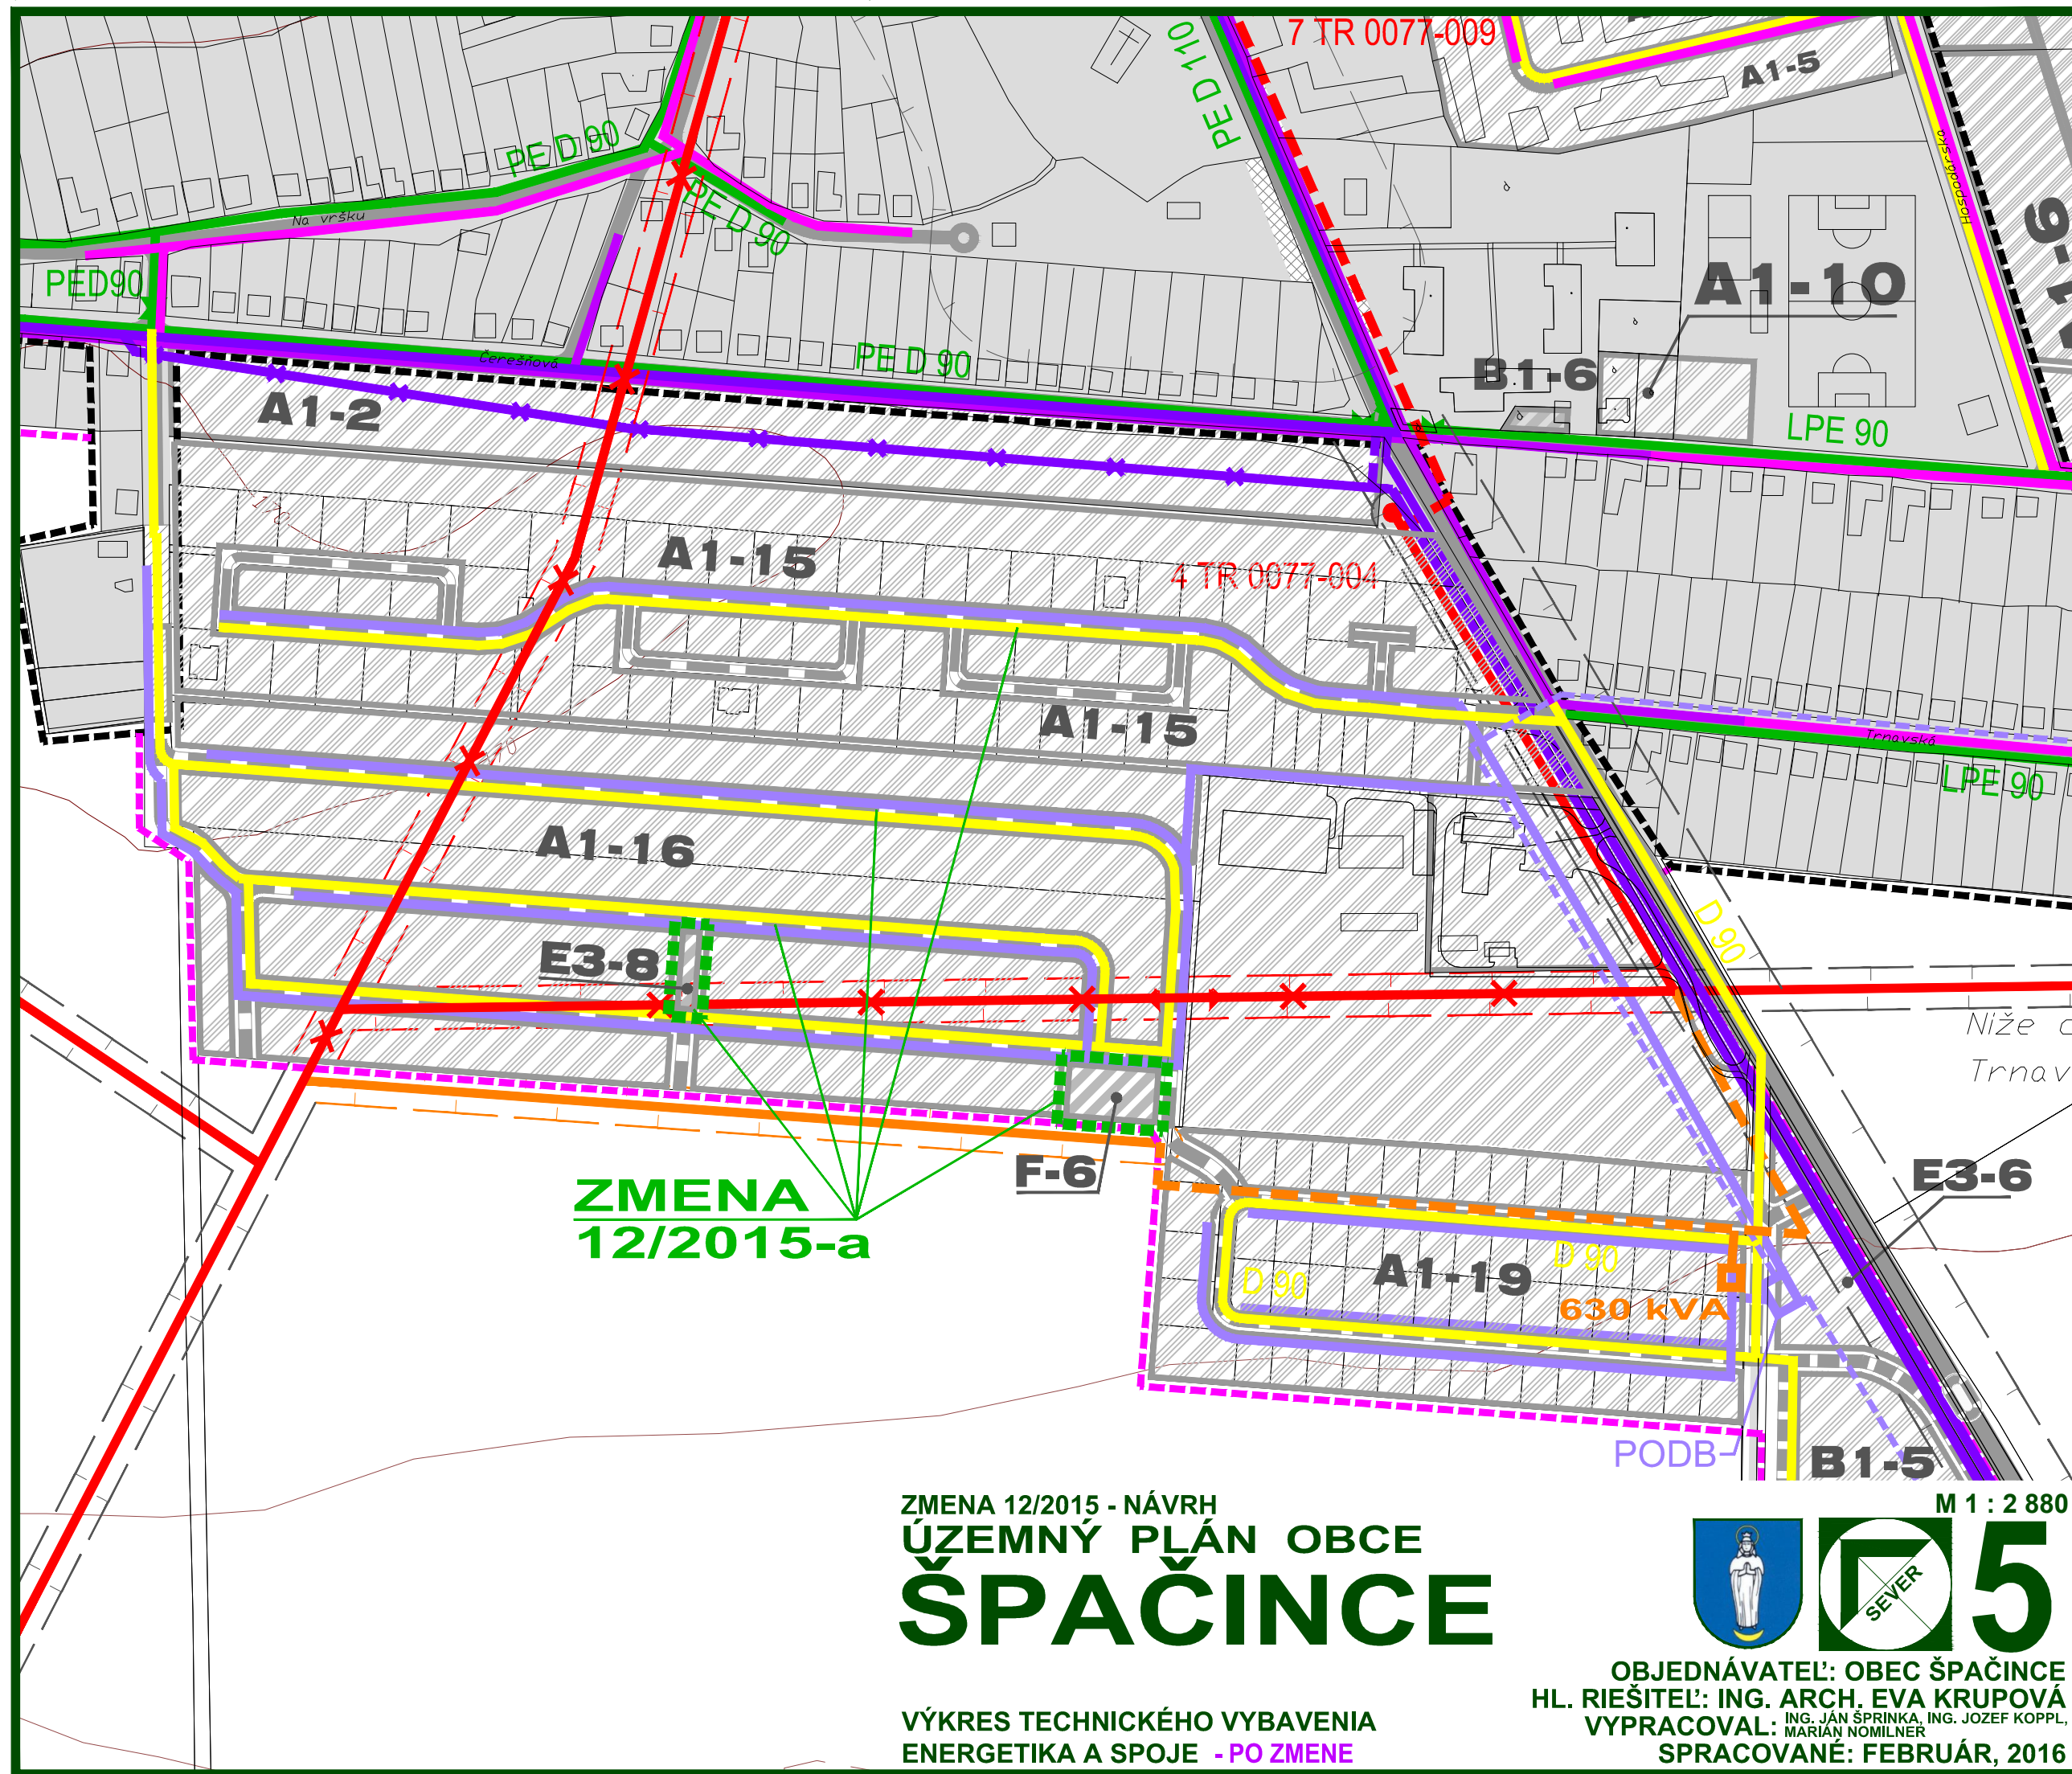 7 TR 0077-009
PE D 110
A1-5
Hospodárska
PE D 90
Na vŕšku
PE D 90
PED90
A1-10
B1-6
Čerešňová
PE D 90
LPE 90
A1-2
170
A1-15
4 TR 0077-004
A1-15
Trnavská
LPE 90
A1-16
D 90
E3-8
Niže
Trnav
F-6
E3-6
ZMENA
12/2015-a
D 90
A1-19
D 90
630 kVA
PODB
B1-5
ZMENA 12/2015 - NÁVRH
M 1 : 2 880
ÚZEMNÝ PLÁN OBCE
ŠPAČINCE
SEVER
5
OBJEDNÁVATEĽ: OBEC ŠPAČINCE
HL. RIEŠITEĽ: ING. ARCH. EVA KRUPOVÁ
VYPRACOVAL: ING. JÁN ŠPRINKA, ING. JOZEF KOPPL,
MARIÁN NOMILNER
SPRACOVANÉ: FEBRUÁR, 2016
VÝKRES TECHNICKÉHO VYBAVENIA
ENERGETIKA A SPOJE - PO ZMENE